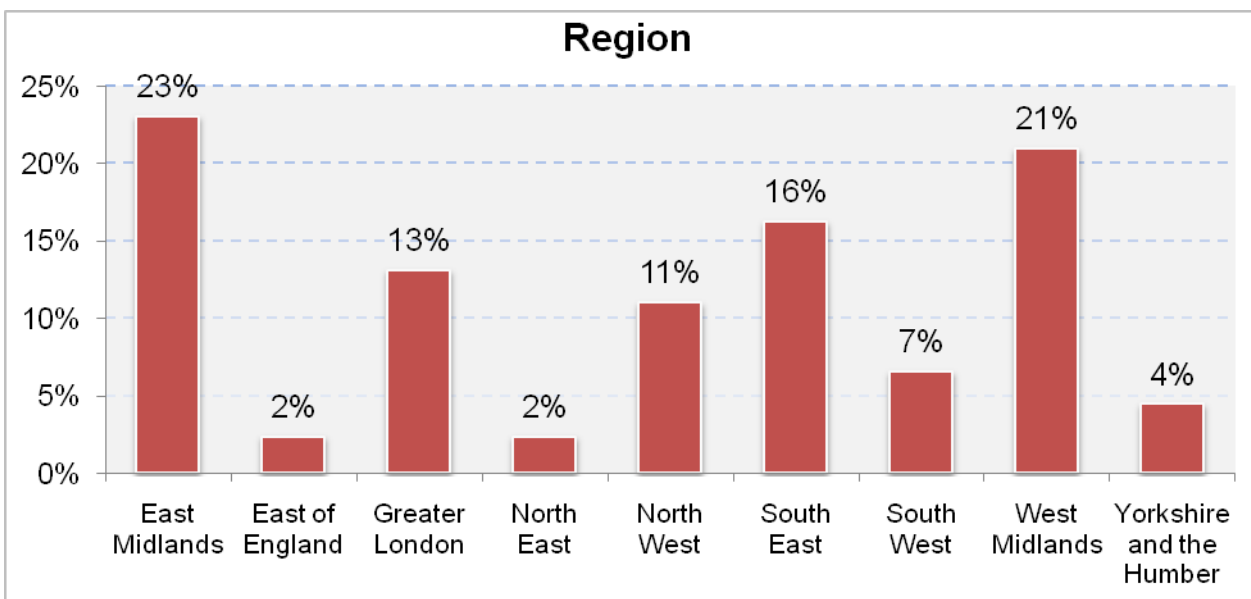 Region
25%
20%
15%
10%
5%
0%
23%
2%
13%
2%
11%
16%
7%
21%
4%
East
Midlands
East of
England
Greater
London
North
East
North
West
South
East
South
West
West
Midlands
Yorkshire
and the
Humber